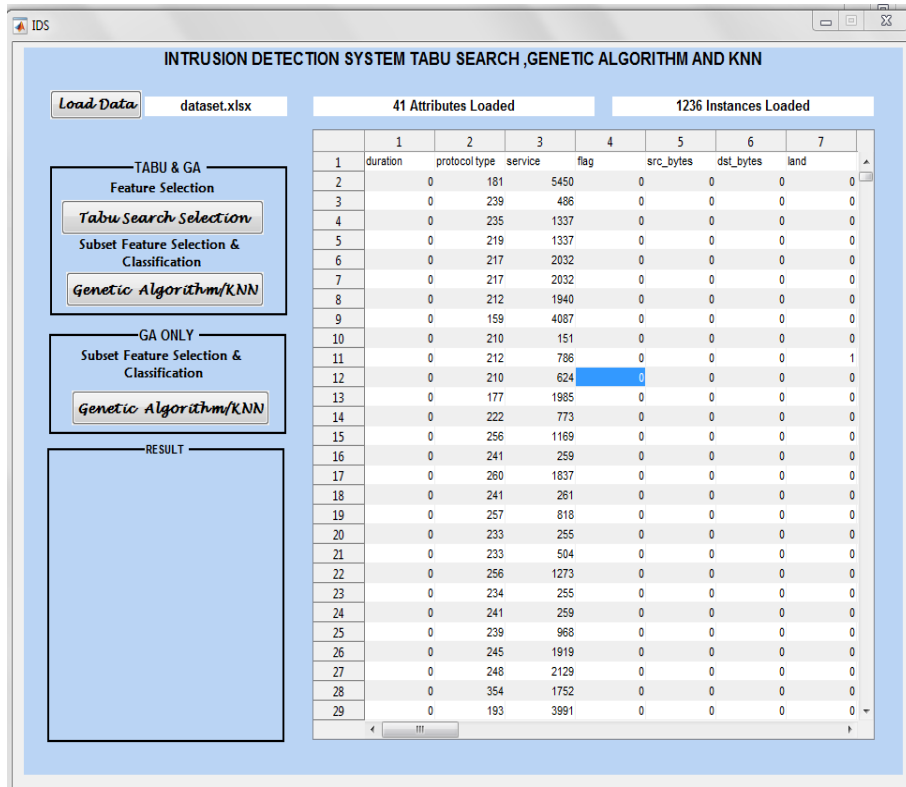 IDS
INTRUSION DETECTION SYSTEM TABU SEARCH ,GENETIC ALGORITHM AND KNN
Load Data
dataset.xlsx
41 Attributes Loaded
1236 Instances Loaded
TABU & GA
Feature Selection
Tabu Search Selection
Subset Feature Selection &
Classification
Genetic Algorithm/KNN
GA ONLY
Subset Feature Selection &
Classification
Genetic Algorithm/KNN
RESULT
1 2 3 4 5 6 7
1 duration protocol type service flag src_bytes dst_bytes land
2 0 181 5450 0 0 0 0
3 0 239 486 0 0 0 0
4 0 235 1337 0 0 0 0
5 0 219 1337 0 0 0 0
6 0 217 2032 0 0 0 0
7 0 217 2032 0 0 0 0
8 0 212 1940 0 0 0 0
9 0 159 4087 0 0 0 0
10 0 210 151 0 0 0 0
11 0 212 786 0 0 0 1
12 0 210 624 0 0 0 0
13 0 177 1985 0 0 0 0
14 0 222 773 0 0 0 0
15 0 256 1169 0 0 0 0
16 0 241 259 0 0 0 0
17 0 260 1837 0 0 0 0
18 0 241 261 0 0 0 0
19 0 257 818 0 0 0 0
20 0 233 255 0 0 0 0
21 0 233 504 0 0 0 0
22 0 256 1273 0 0 0 0
23 0 234 255 0 0 0 0
24 0 241 259 0 0 0 0
25 0 239 968 0 0 0 0
26 0 245 1919 0 0 0 0
27 0 248 2129 0 0 0 0
28 0 354 1752 0 0 0 0
29 0 193 3991 0 0 0 0